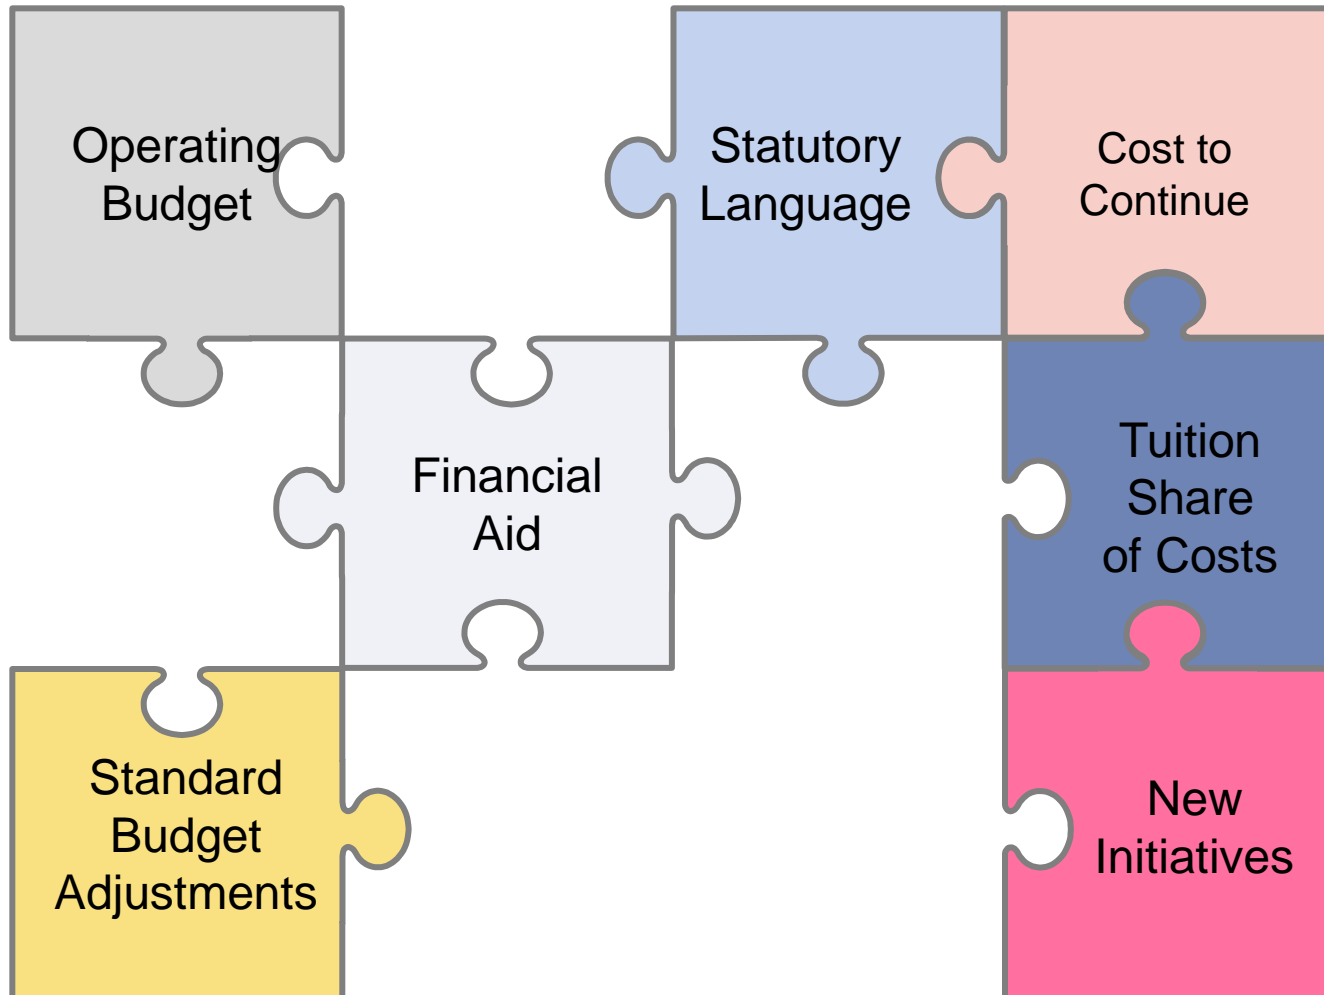 Operating
Budget
Statutory
Language
Cost to
Continue
Financial
Aid
Tuition
Share
of Costs
Standard
Budget
Adjustments
New
Initiatives